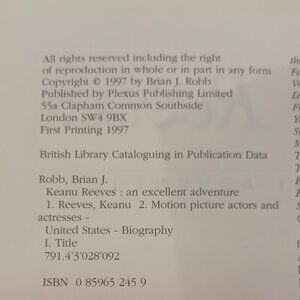 All rights reserved including the right
of reproduction in whole or in part in any form
Copyright © 1997 by Brian J. Robb
Published by Plexus Publishing Limited
55a Clapham Common Southside
London SW4 9BX
First Printing 1997
British Library Cataloguing in Publication Data
Robb, Brian J.
Keanu Reeves : an excellent adventure
1. Reeves, Keanu 2. Motion picture actors and
actresses -
United States - Biography
I. Title
791.4'3'028'092
ISBN 0 85965 245 9